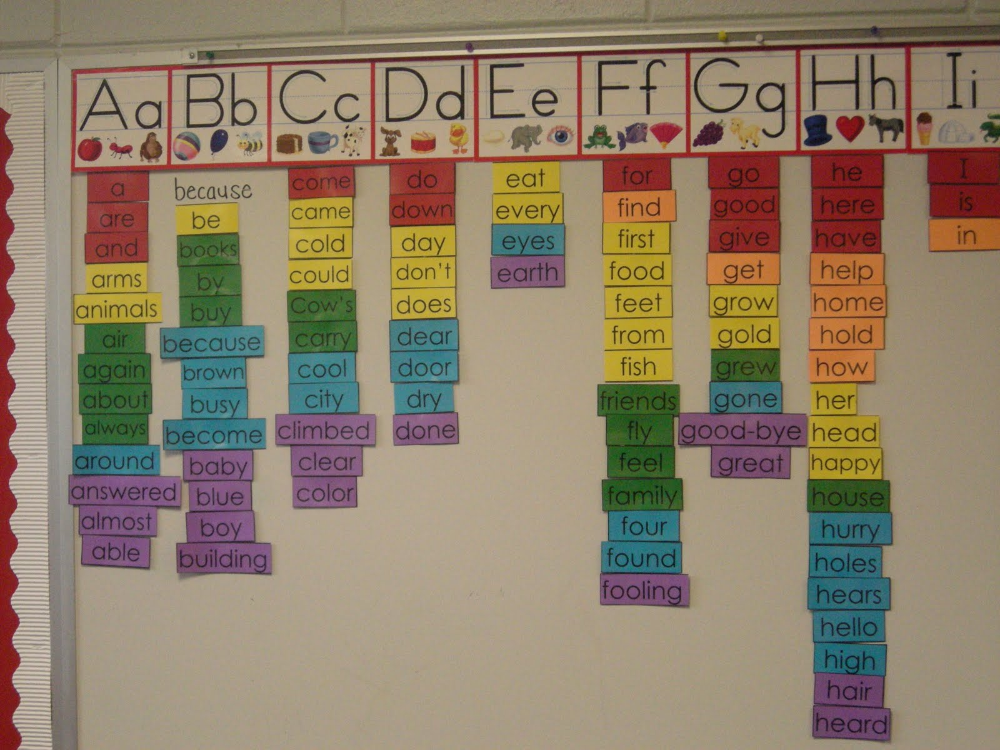 Aa
a
are
and
arms
animals
air
again
about
always
around
answered
almost
able
Bb
because
be
books
by
buy
because
brown
busy
become
baby
blue
boy
building
Cc
come
came
cold
could
Cow's
carry
cool
city
climbed
clear
color
Dd
do
down
day
don't
does
dear
door
dry
done
Ee
eat
every
eyes
earth
Ff
for
find
first
food
feet
from
fish
friends
fly
feel
family
four
found
fooling
Gg
go
good
give
get
grow
gold
grew
gone
good-bye
great
Hh
he
here
have
help
home
hold
how
her
head
happy
house
hurry
holes
hears
hello
high
hair
heard
Ii
I
is
in